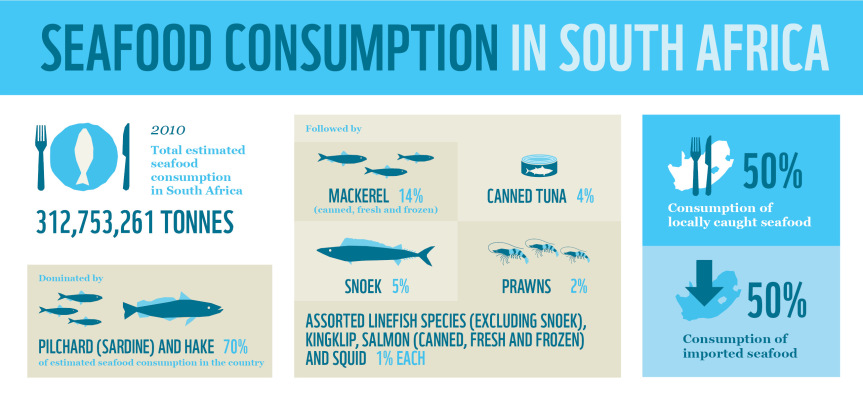 SEAFOOD CONSUMPTION IN SOUTH AFRICA
2010
Total estimated
seafood
consumption
in South Africa
312,753,261 TONNES
Dominated by
PILCHARD (SARDINE) AND HAKE 70%
of estimated seafood consumption in the country
Followed by
MACKEREL 14%
(canned, fresh and frozen)
CANNED TUNA 4%
SNOEK 5%
PRAWNS 2%
ASSORTED LINEFISH SPECIES (EXCLUDING SNOEK),
KINGKLIP, SALMON (CANNED, FRESH AND FROZEN)
AND SQUID 1% EACH
50%
Consumption of
locally caught seafood
50%
Consumption of
imported seafood